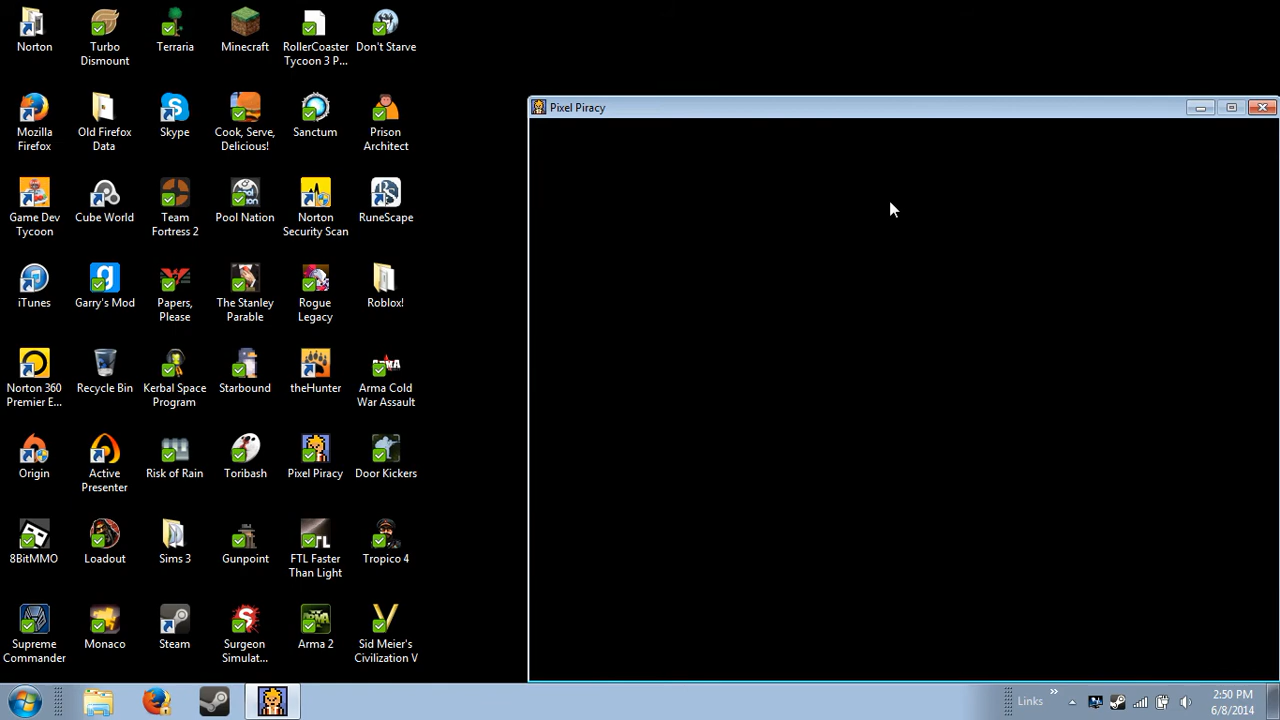 Norton
Turbo
Dismount
Terraria
Minecraft
RollerCoaster
Tycoon 3 P...
Don't Starve
Mozilla
Firefox
Old Firefox
Data
Skype
Cook, Serve,
Delicious!
Sanctum
Prison
Architect
Game Dev
Tycoon
Cube World
Team
Fortress 2
Pool Nation
Norton
Security Scan
RuneScape
iTunes
Garry's Mod
Papers,
Please
The Stanley
Parable
Rogue
Legacy
Roblox!
Norton 360
Premier E...
Recycle Bin
Kerbal Space
Program
Starbound
theHunter
ARMA
Arma Cold
War Assault
Origin
Active
Presenter
Risk of Rain
Toribash
Pixel Piracy
Door Kickers
8BitMMO
Loadout
Sims 3
Gunpoint
FTL Faster
Than Light
Tropico 4
Supreme
Commander
Monaco
Steam
Surgeon
Simulat...
Arma 2
Sid Meier's
Civilization V
Pixel Piracy
Links
2:50 PM
6/8/2014